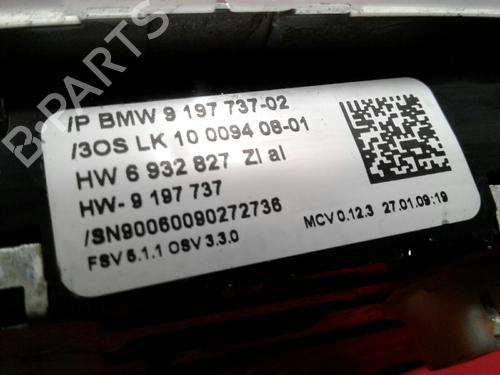 B-PARTS
/P BMW 9 197 737-02
/3OS LK 10 0094 08-01
HW 6 932 827 ZI al
HW- 9 197 737
/SN90060090272736
FSV 5.1.1 OSV 3.3.0
MCV 0.12.3 27.01.09:19